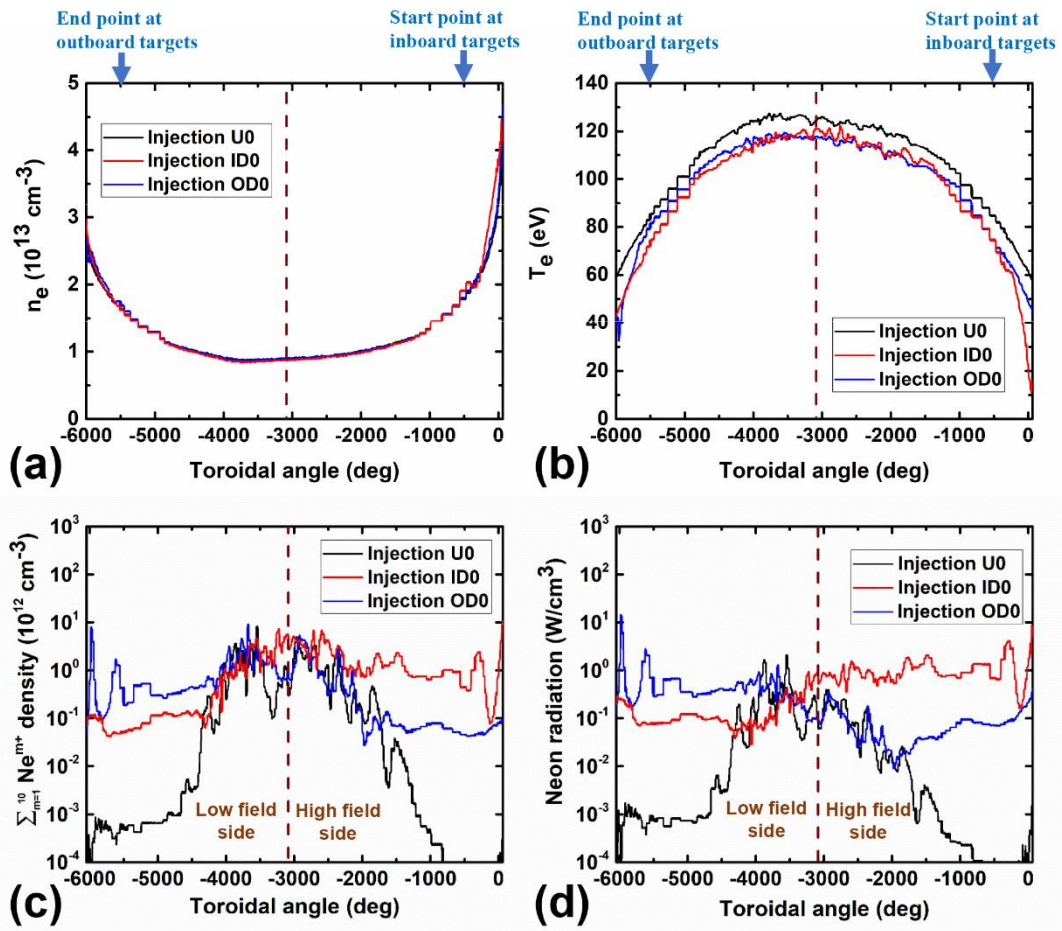 End point at
outboard targets
Start point at
inboard targets
End point at
outboard targets
Start point at
inboard targets
5
4
3
2
1
0
n_e (10^13 cm^-3)
Injection U0
Injection ID0
Injection OD0
-6000 -5000 -4000 -3000 -2000 -1000 0
Toroidal angle (deg)
(a)
140
120
100
80
60
40
20
0
T_e (eV)
Injection U0
Injection ID0
Injection OD0
-6000 -5000 -4000 -3000 -2000 -1000 0
Toroidal angle (deg)
(b)
10^3
10^2
10^1
10^0
10^-1
10^-2
10^-3
10^-4
∑_{m=1}^{10} Ne^{m+} density (10^12 cm^-3)
Injection U0
Injection ID0
Injection OD0
Low field
side
High field
side
-6000 -5000 -4000 -3000 -2000 -1000 0
Toroidal angle (deg)
(c)
10^3
10^2
10^1
10^0
10^-1
10^-2
10^-3
10^-4
Neon radiation (W/cm^3)
Injection U0
Injection ID0
Injection OD0
Low field
side
High field
side
-6000 -5000 -4000 -3000 -2000 -1000 0
Toroidal angle (deg)
(d)